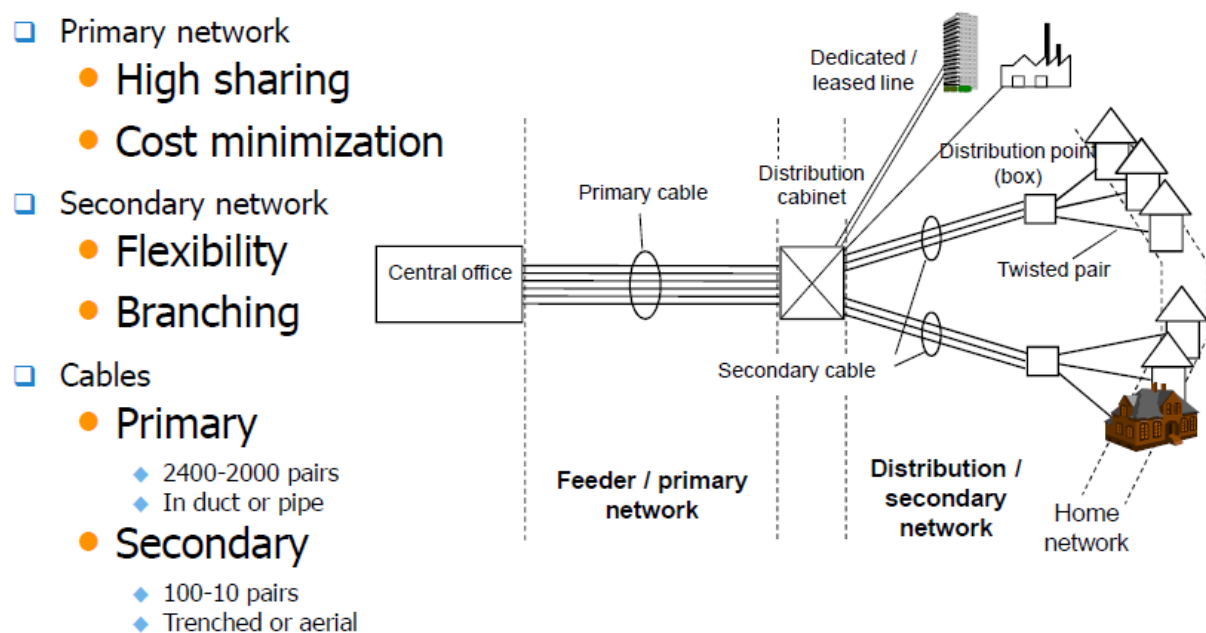 Primary network
High sharing
Cost minimization
Secondary network
Flexibility
Branching
Cables
Primary
2400-2000 pairs
In duct or pipe
Secondary
100-10 pairs
Trenched or aerial
Dedicated /
leased line
Distribution point
(box)
Primary cable
Distribution
cabinet
Central office
Twisted pair
Secondary cable
Feeder / primary
network
Distribution /
secondary
network
Home
network